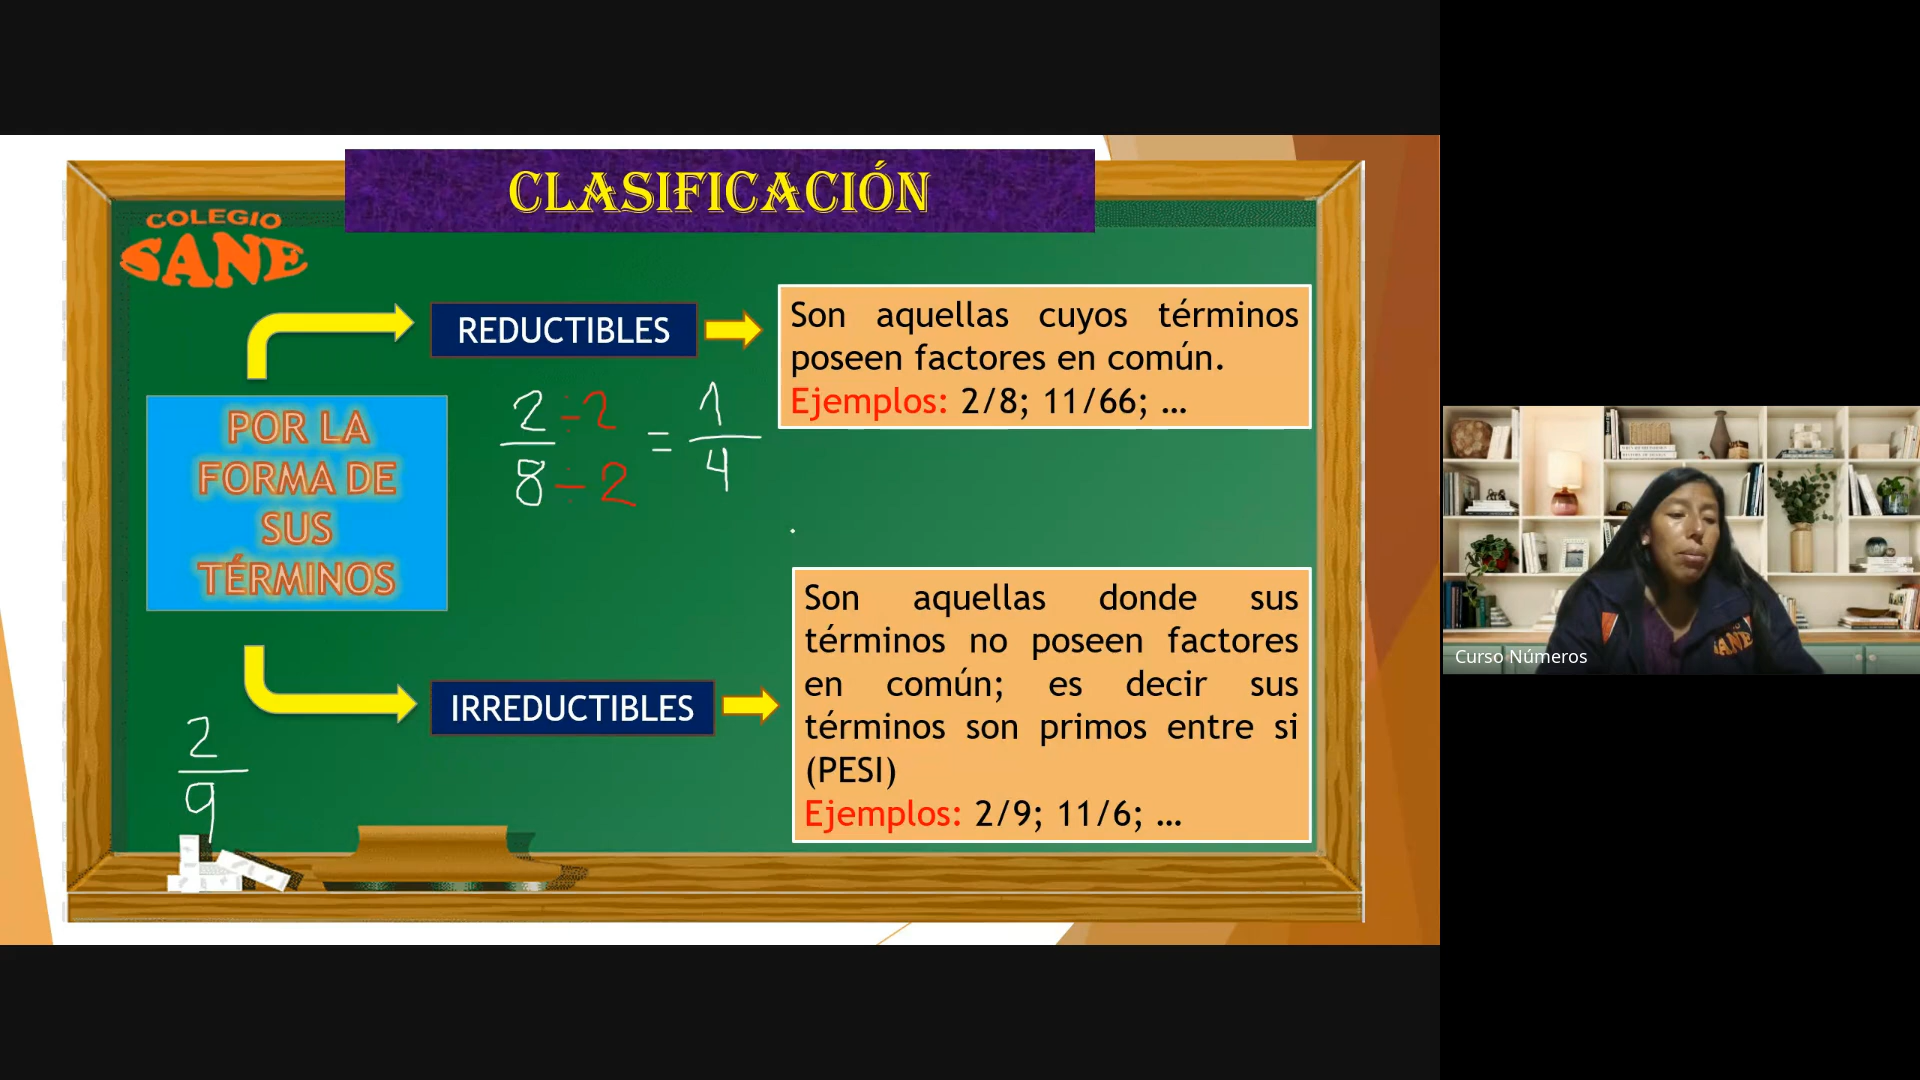 CLASIFICACIÓN
COLEGIO
SANE
REDUCTIBLES
Son aquellas cuyos términos
poseen factores en común.
Ejemplos: 2/8; 11/66; ...
2 ÷ 2
8 ÷ 2
= 1
4
POR LA
FORMA DE
SUS
TÉRMINOS
IRREDUCTIBLES
Son aquellas donde sus
términos no poseen factores
en común; es decir sus
términos son primos entre si
(PESI)
Ejemplos: 2/9; 11/6; ...
2
9
SANE
Curso Números